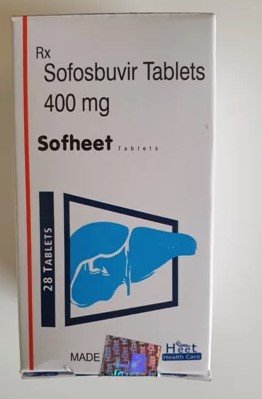 Rx
Sofosbuvir Tablets
400 mg
Sofheet Tablets
28 TABLETS
MADE
Heet
Health Care